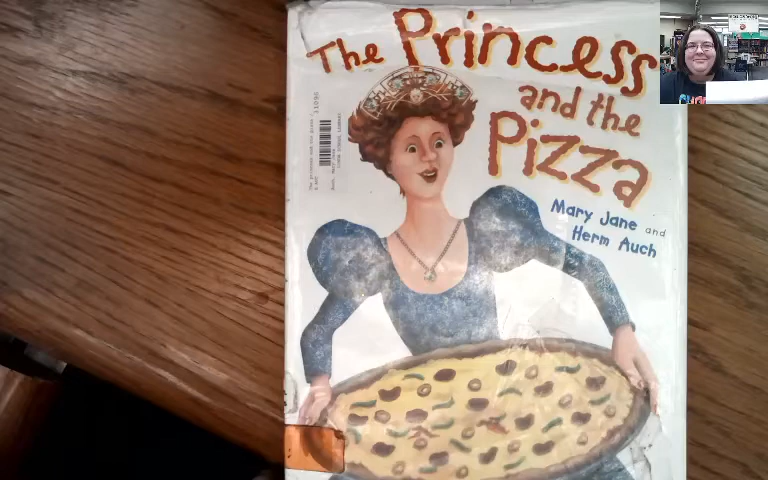 The Princess
and the
Pizza
Mary Jane and
Herm Auch